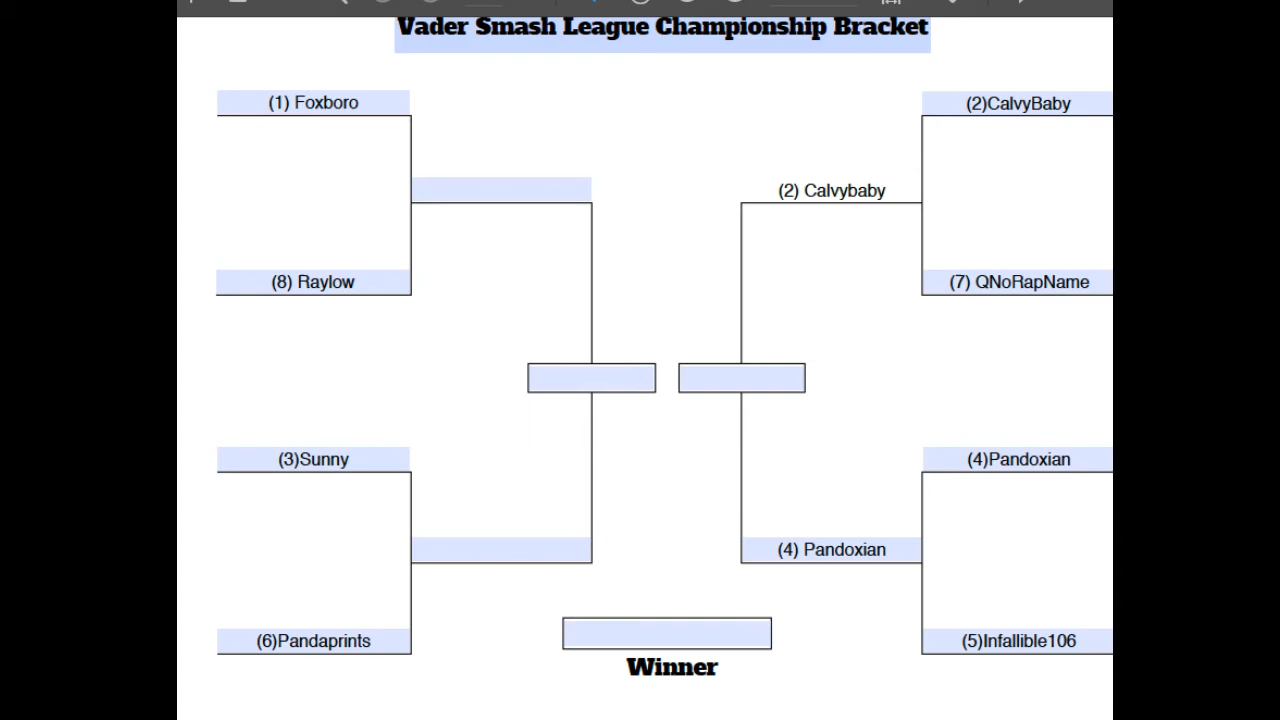 Vader Smash League Championship Bracket
(1) Foxboro
(2)CalvyBaby
(2) Calvybaby
(8) Raylow
(7) QNoRapName
(3)Sunny
(4)Pandoxian
(4) Pandoxian
(6)Pandaprints
(5)Infallible106
Winner